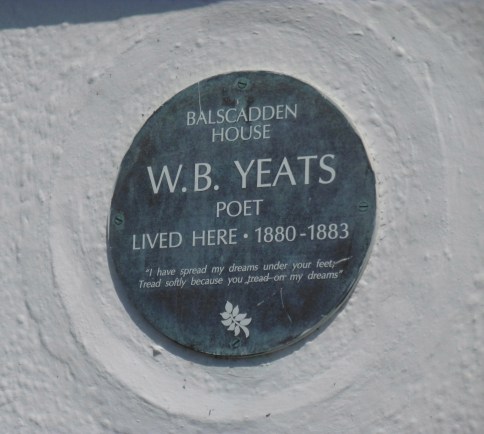 BALSCADDEN
HOUSE
W.B. YEATS
POET
LIVED HERE • 1880-1883
"I have spread my dreams under your feet;
Tread softly because you tread on my dreams"